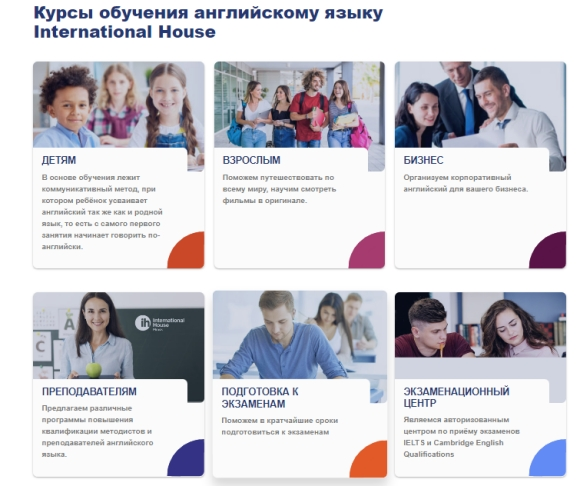 Курсы обучения английскому языку
International House
ДЕТЯМ
В основе обучения лежит
коммуникативный метод, при
котором ребёнок усваивает
английский так же как и родной
язык, то есть с самого первого
занятия начинает говорить по-
английски.
ВЗРОСЛЫМ
Поможем путешествовать по
всему миру, научим смотреть
фильмы в оригинале.
БИЗНЕС
Организуем корпоративный
английский для вашего бизнеса.
ih International
House
ПРЕПОДАВАТЕЛЯМ
Предлагаем различные
программы повышения
квалификации методистов и
преподавателей английского
языка.
ПОДГОТОВКА К
ЭКЗАМЕНАМ
Поможем в кратчайшие сроки
подготовиться к экзаменам
ЭКЗАМЕНАЦИОННЫЙ
ЦЕНТР
Являемся авторизованным
центром по приёму экзаменов
IELTS и Cambridge English
Qualifications